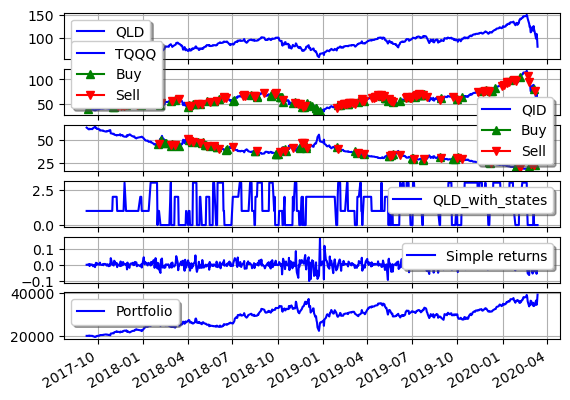 150
100
QLD
TQQQ
Buy
Sell
100
50
QID
Buy
Sell
50
25
2.5
0.0
QLD_with_states
0.1
0.0
−0.1
Simple returns
40000
20000
Portfolio
2017-10
2018-01
2018-04
2018-07
2018-10
2019-01
2019-04
2019-07
2019-10
2020-01
2020-04